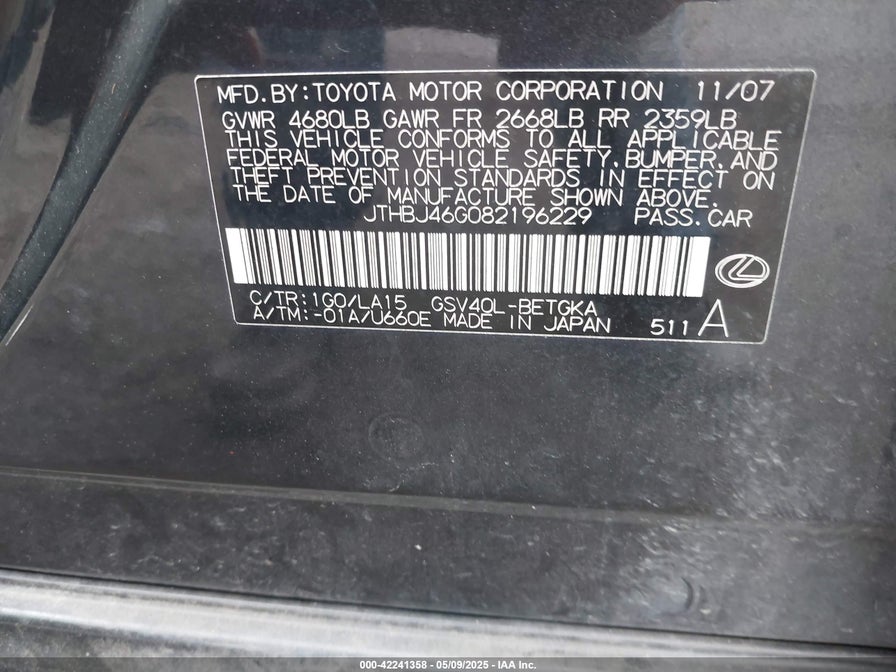 MFD.BY:TOYOTA MOTOR CORPORATION 11/07
GVWR 4680LB GAWR FR 2668LB RR 2359LB
THIS VEHICLE CONFORMS TO ALL APPLICABLE
FEDERAL MOTOR VEHICLE SAFETY,BUMPER,AND
THEFT PREVENTION STANDARDS IN EFFECT ON
THE DATE OF MANUFACTURE SHOWN ABOVE.
JTHBJ46G082196229 PASS.CAR
C/TR:1G0/LA15 GSV40L-BETGKA
A/TM:-01A/U660E MADE IN JAPAN 511 A
000-42241358 - 05/09/2025 - IAA Inc.